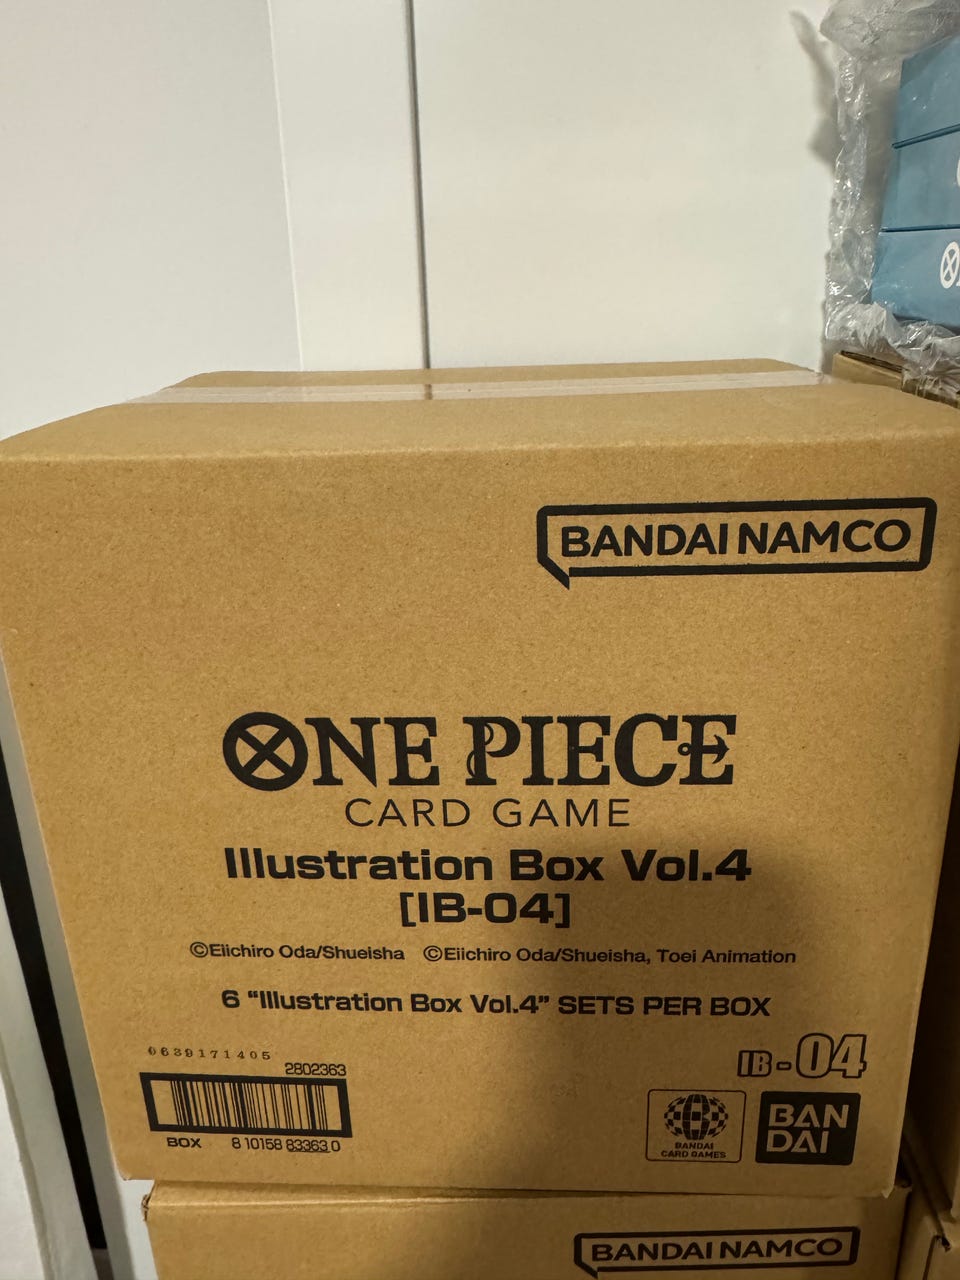 BANDAI NAMCO
ONE PIECE
CARD GAME
Illustration Box Vol.4
[IB-04]
©Eiichiro Oda/Shueisha ©Eiichiro Oda/Shueisha, Toei Animation
6 “Illustration Box Vol.4” SETS PER BOX
0639171405
2802363
BOX 8 10158 83363 0
IB-04
BANDAI
CARD GAMES
BAN
DAI
BANDAI NAMCO